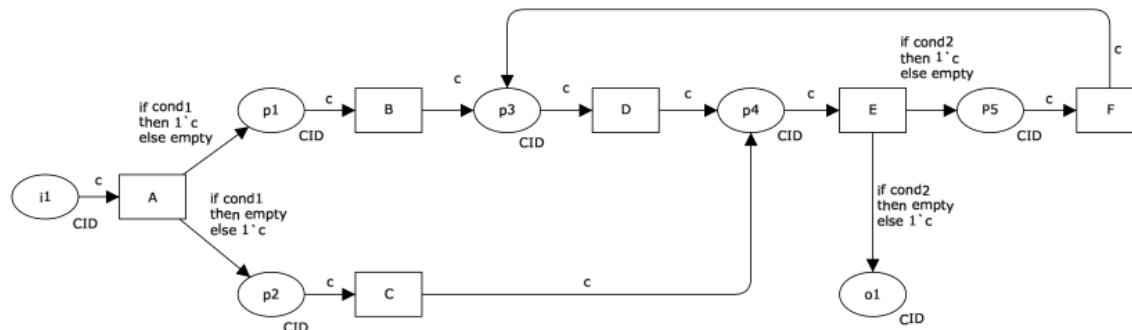 c
if cond2
then 1`c
else empty
if cond1
then 1`c
else empty
p1
c
B
c
p3
c
D
c
p4
c
E
P5
c
F
CID
CID
CID
CID
i1
c
A
CID
if cond1
then empty
else 1`c
if cond2
then empty
else 1`c
p2
c
C
c
o1
CID
CID